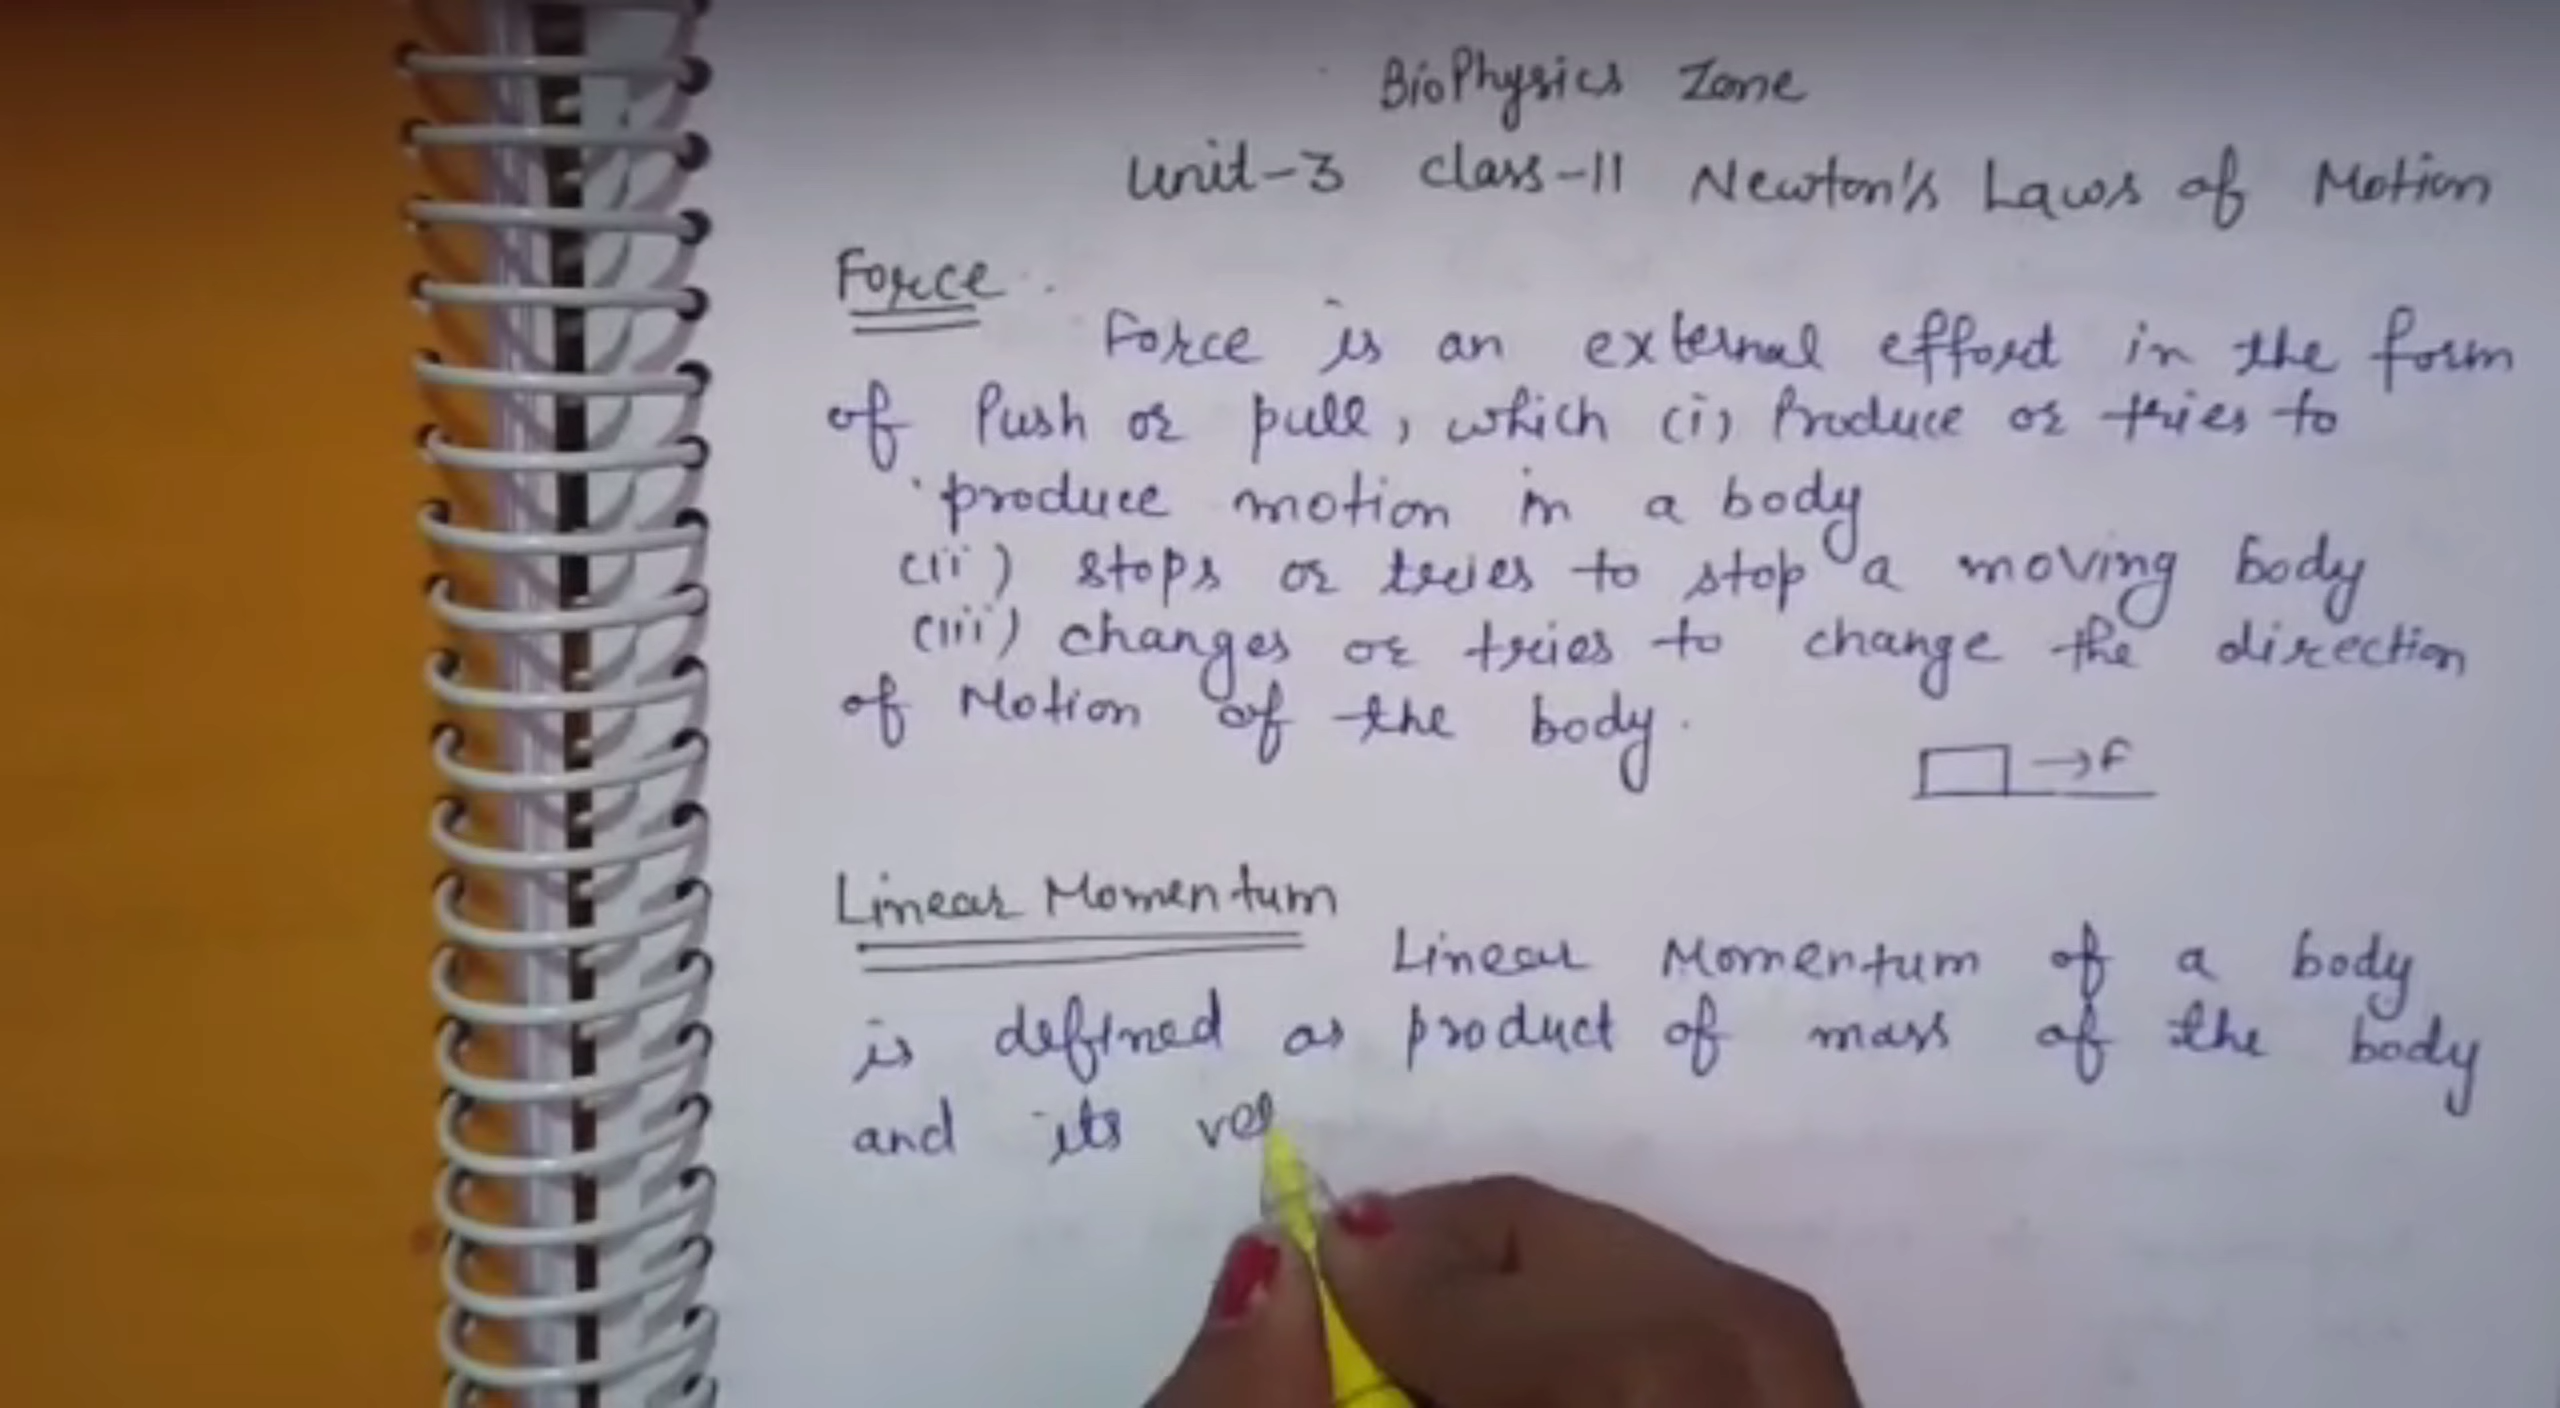 BioPhysics Zone
Unit-3 class-11 Newton's Laws of Motion
Force
Force is an external effort in the form
of Push or pull, which (i) Produce or tries to
produce motion in a body
(ii) stops or tries to stop a moving body
(iii) changes or tries to change the direction
of Motion of the body.
→F
Linear Momentum
Linear Momentum of a body
is defined as product of mass of the body
and its vel